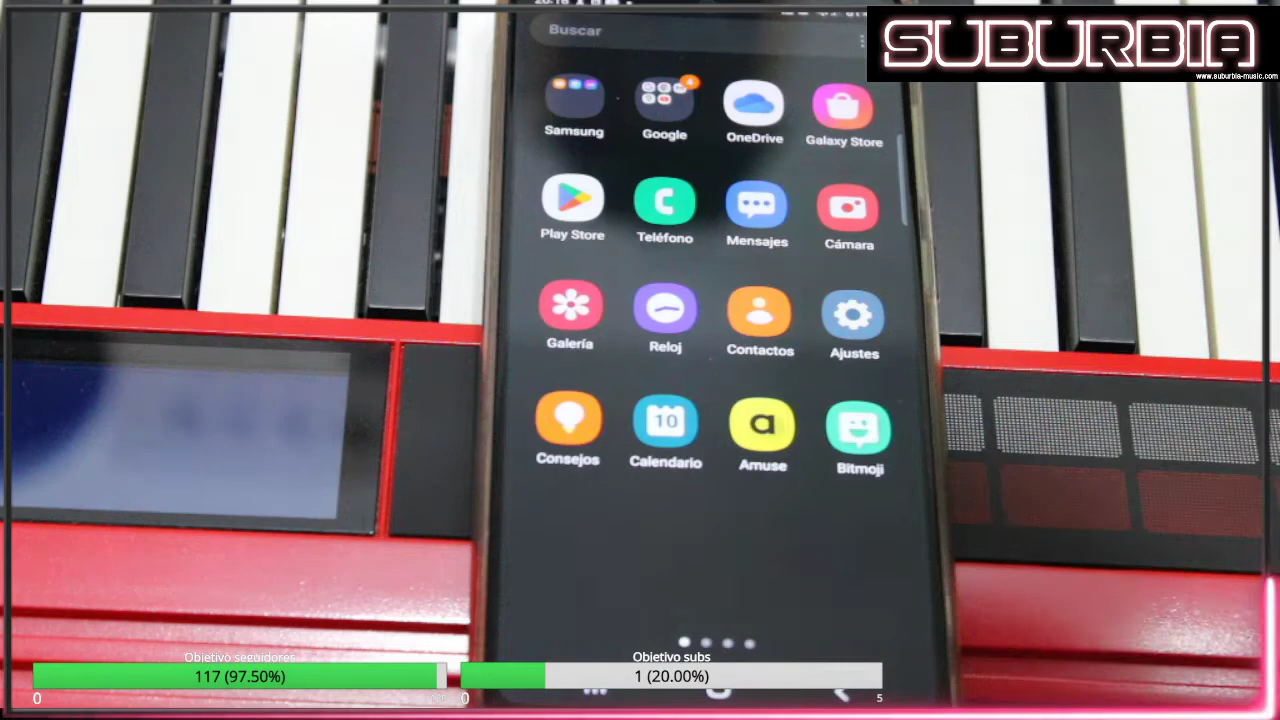 SUBURBIA
www.suburbia-music.com
Buscar
Samsung
Google
OneDrive
Galaxy Store
Play Store
Teléfono
Mensajes
Cámara
Galería
Reloj
Contactos
Ajustes
Consejos
10
Calendario
a
Amuse
Bitmoji
Objetivo seguidores
117 (97.50%)
0
Objetivo subs
1 (20.00%)
0
5